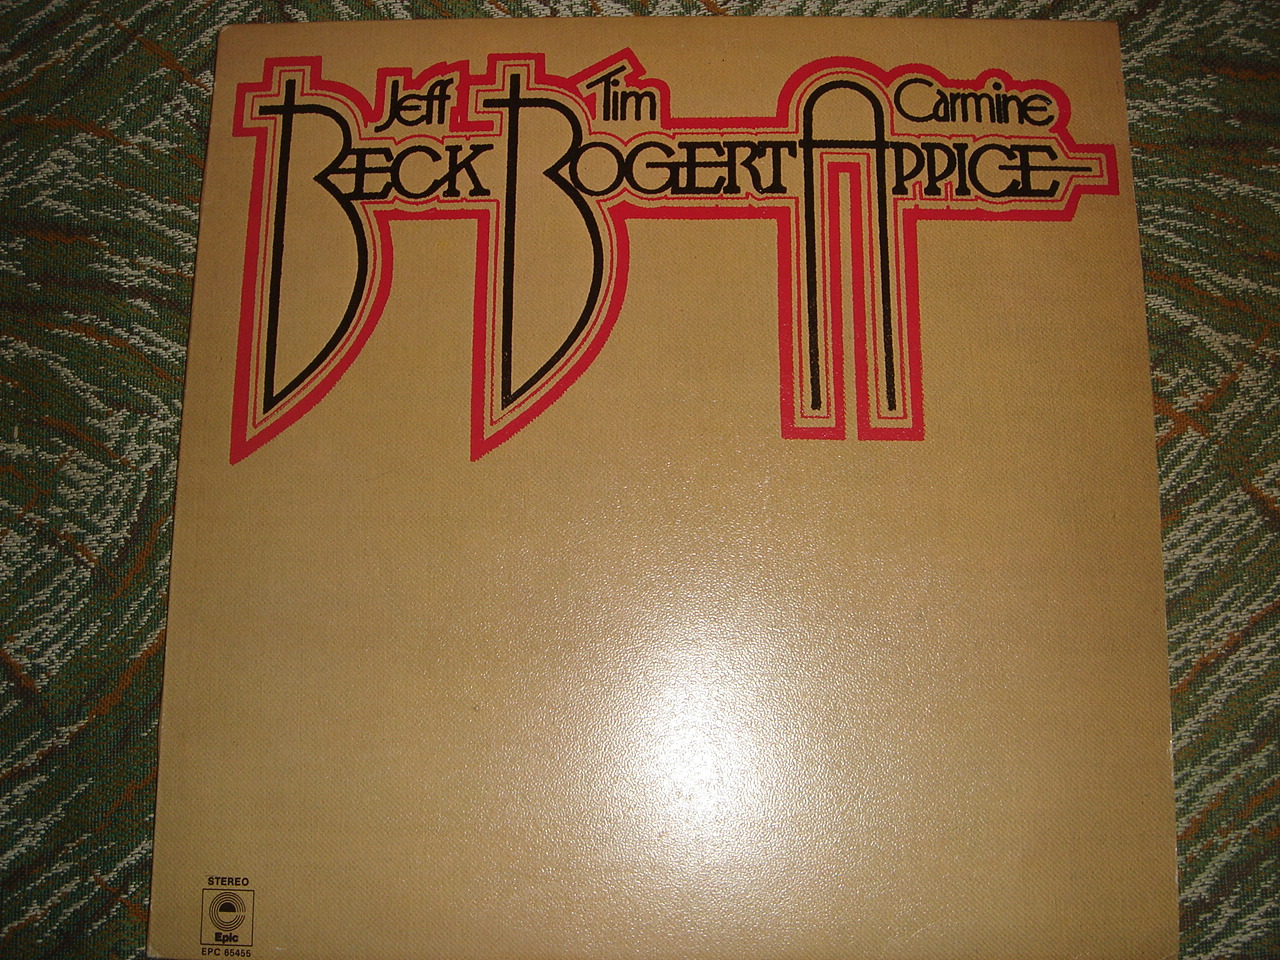 Jeff Tim Carmine
BECK BOGERT APPICE
STEREO
Epic
EPC 65455